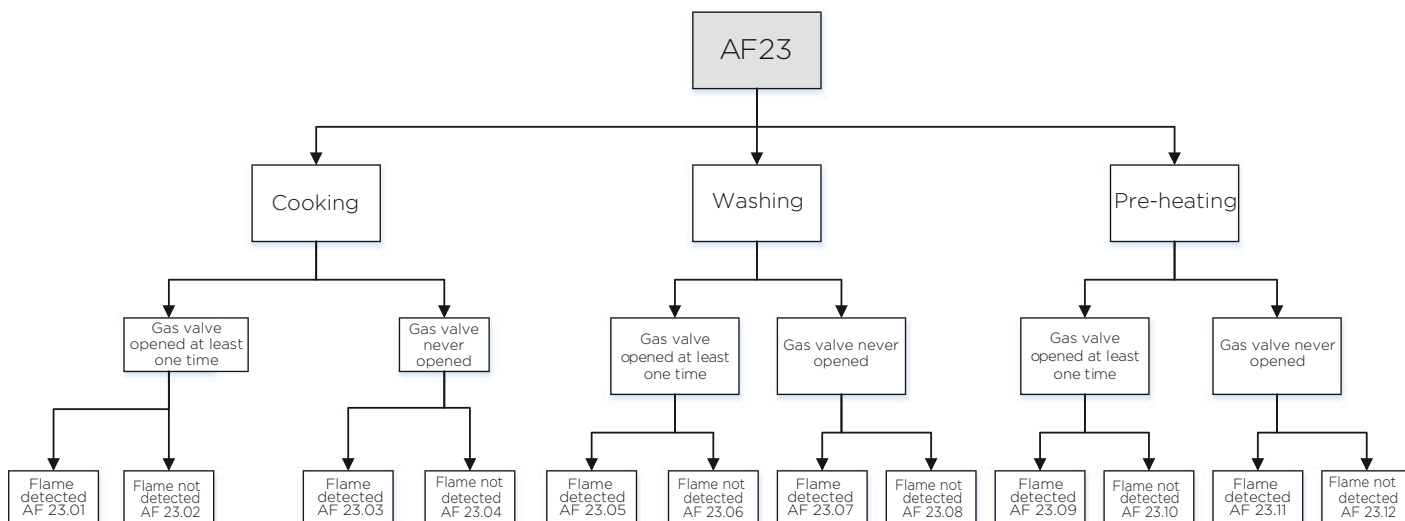 AF23
Cooking
Washing
Pre-heating
Gas valve
opened at least
one time
Gas valve
never
opened
Gas valve
opened at least
one time
Gas valve never
opened
Gas valve
opened at least
one time
Gas valve never
opened
Flame
detected
AF 23.01
Flame not
detected
AF 23.02
Flame
detected
AF 23.03
Flame not
detected
AF 23.04
Flame
detected
AF 23.05
Flame not
detected
AF 23.06
Flame
detected
AF 23.07
Flame not
detected
AF 23.08
Flame
detected
AF 23.09
Flame not
detected
AF 23.10
Flame
detected
AF 23.11
Flame not
detected
AF 23.12